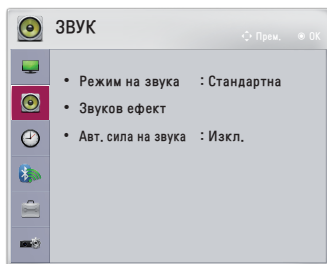 ЗВУК
Прем. OK
• Режим на звука : Стандартна
• Звуков ефект
• Авт. сила на звука : Изкл.